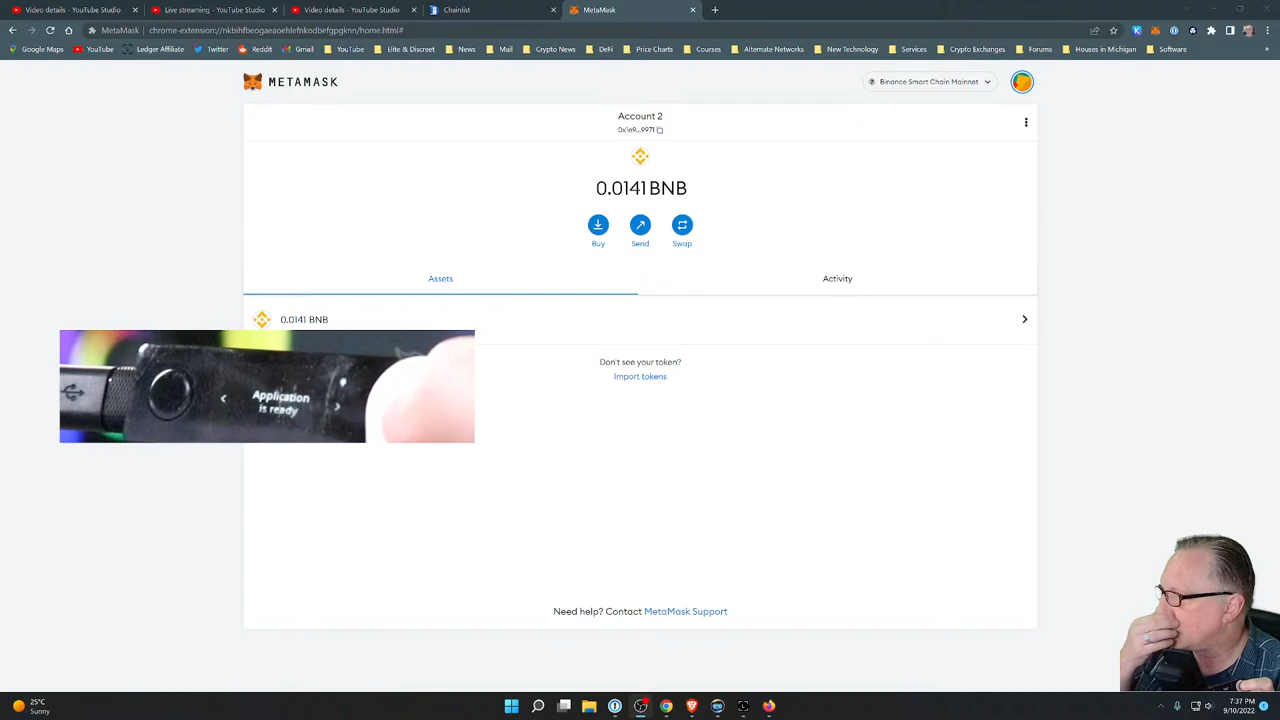 Video details - YouTube Studio
Live streaming - YouTube Studio
Video details - YouTube Studio
Chainlist
MetaMask
MetaMask | chrome-extension://nkbihfbeogaeaoehlefnkodbefgpgknn/home.html#
Google Maps YouTube Ledger Affiliate Twitter Reddit Gmail YouTube Elite & Discreet News Mail Crypto News DeFi Price Charts Courses Alternate Networks New Technology Services Crypto Exchanges Forums Houses in Michigan Software
METAMASK
Binance Smart Chain Mainnet
Account 2
0x1e9...9971
0.0141 BNB
Buy Send Swap
Assets Activity
0.0141 BNB
Don't see your token?
Import tokens
Application
is ready
Need help? Contact MetaMask Support
25°C
Sunny
7:37 PM
9/10/2022